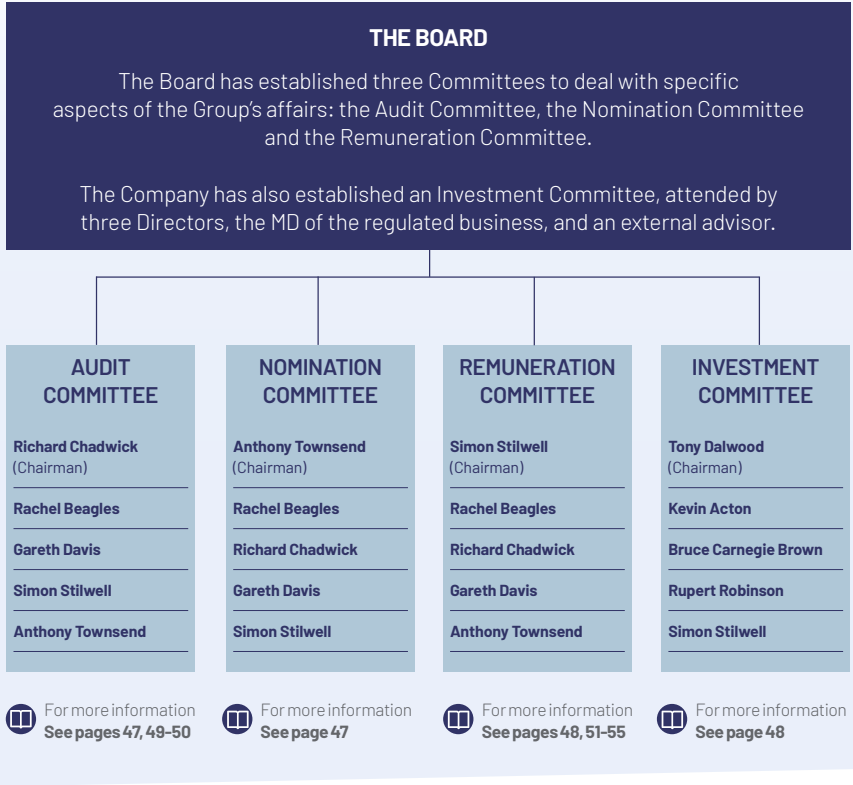 THE BOARD
The Board has established three Committees to deal with specific
aspects of the Group's affairs: the Audit Committee, the Nomination Committee
and the Remuneration Committee.
The Company has also established an Investment Committee, attended by
three Directors, the MD of the regulated business, and an external advisor.
AUDIT
COMMITTEE
Richard Chadwick
(Chairman)
Rachel Beagles
Gareth Davis
Simon Stilwell
Anthony Townsend
For more information
See pages 47, 49-50
NOMINATION
COMMITTEE
Anthony Townsend
(Chairman)
Rachel Beagles
Richard Chadwick
Gareth Davis
Simon Stilwell
For more information
See page 47
REMUNERATION
COMMITTEE
Simon Stilwell
(Chairman)
Rachel Beagles
Richard Chadwick
Gareth Davis
Anthony Townsend
For more information
See pages 48, 51-55
INVESTMENT
COMMITTEE
Tony Dalwood
(Chairman)
Kevin Acton
Bruce Carnegie Brown
Rupert Robinson
Simon Stilwell
For more information
See page 48